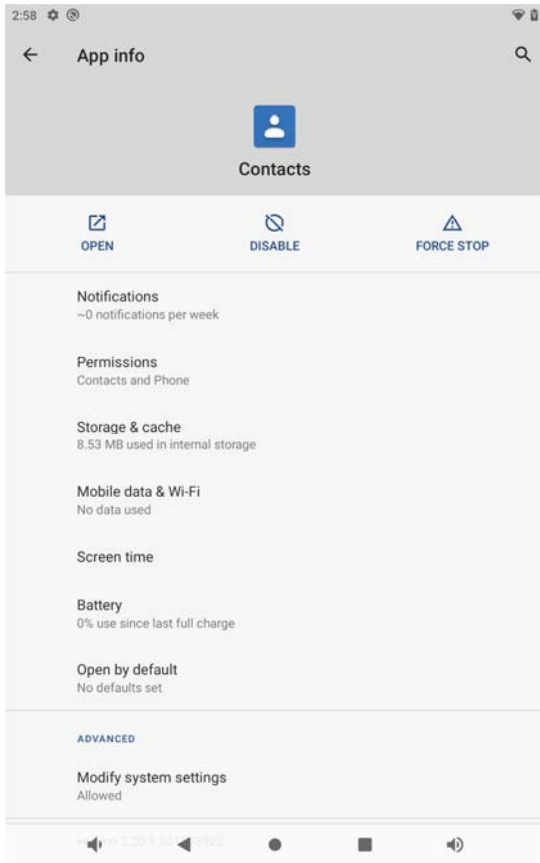 2:58
App info
Contacts
OPEN
DISABLE
FORCE STOP
Notifications
~0 notifications per week
Permissions
Contacts and Phone
Storage & cache
8.53 MB used in internal storage
Mobile data & Wi-Fi
No data used
Screen time
Battery
0% use since last full charge
Open by default
No defaults set
ADVANCED
Modify system settings
Allowed